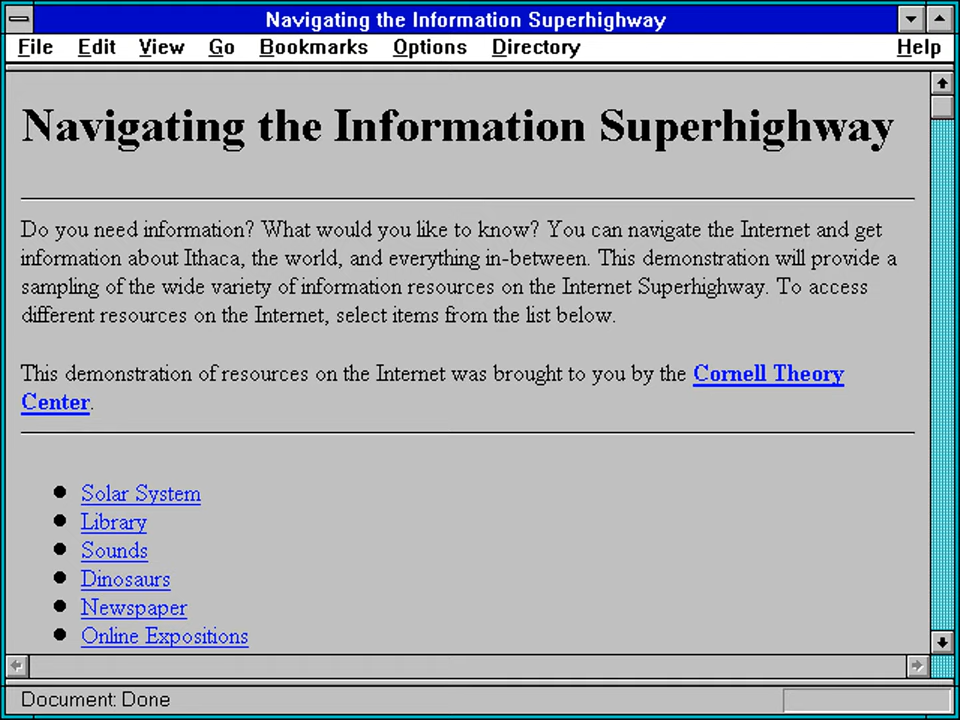 Navigating the Information Superhighway
File Edit View Go Bookmarks Options Directory Help
Navigating the Information Superhighway
Do you need information? What would you like to know? You can navigate the Internet and get
information about Ithaca, the world, and everything in-between. This demonstration will provide a
sampling of the wide variety of information resources on the Internet Superhighway. To access
different resources on the Internet, select items from the list below.
This demonstration of resources on the Internet was brought to you by the Cornell Theory
Center.
Solar System
Library
Sounds
Dinosaurs
Newspaper
Online Expositions
Document: Done